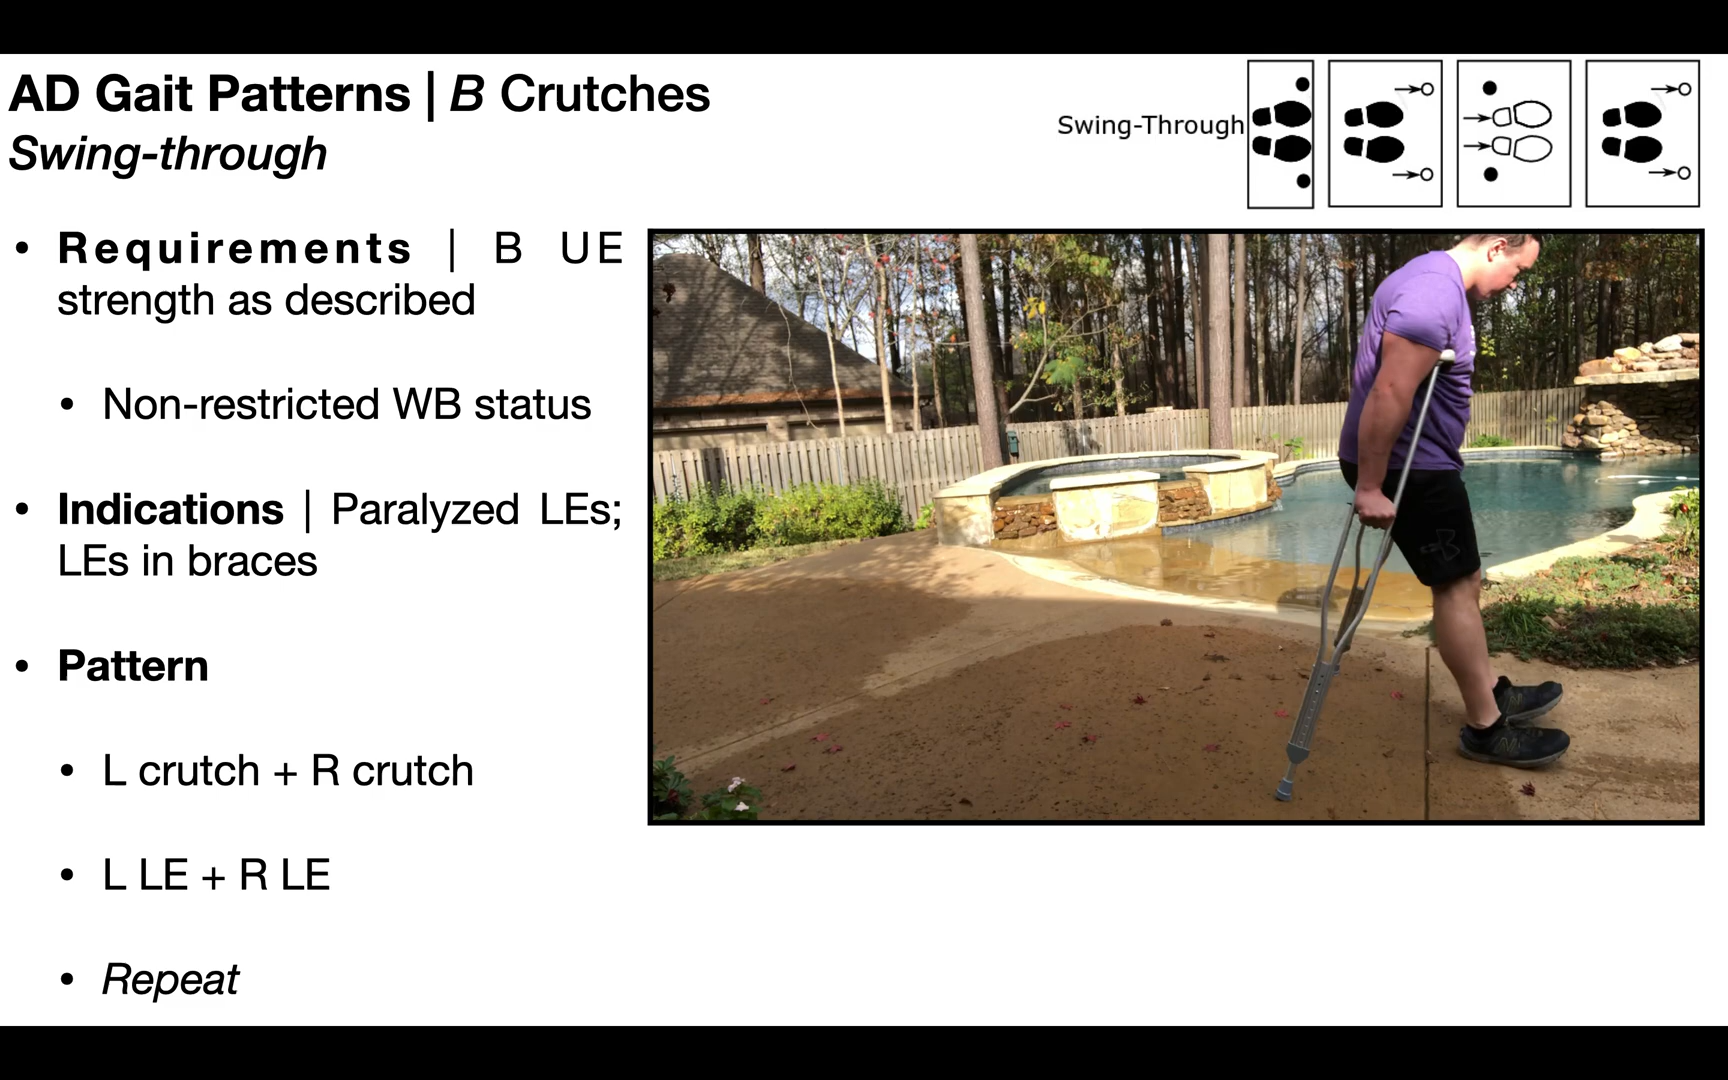 AD Gait Patterns | B Crutches
Swing-through
Swing-Through
• Requirements | B UE
strength as described
• Non-restricted WB status
• Indications | Paralyzed LEs;
LEs in braces
• Pattern
• L crutch + R crutch
• L LE + R LE
• Repeat